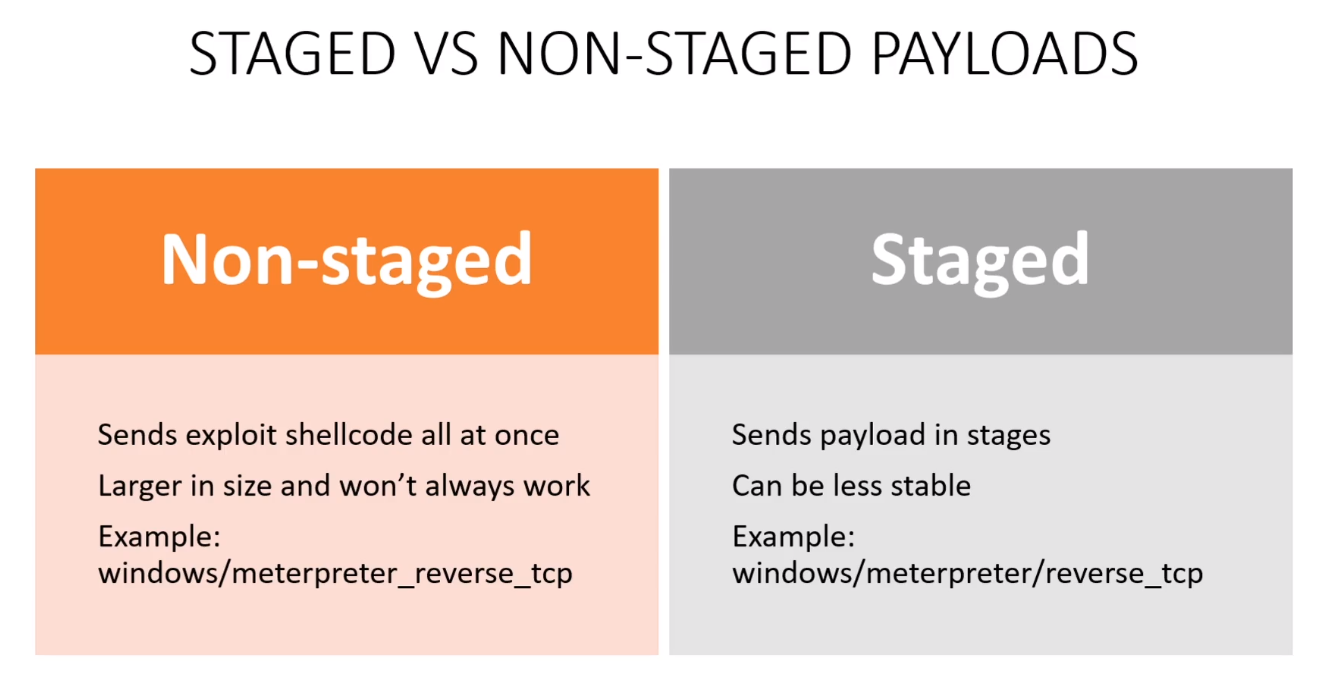 STAGED VS NON-STAGED PAYLOADS
Non-staged
Sends exploit shellcode all at once
Larger in size and won’t always work
Example:
windows/meterpreter_reverse_tcp
Staged
Sends payload in stages
Can be less stable
Example:
windows/meterpreter/reverse_tcp